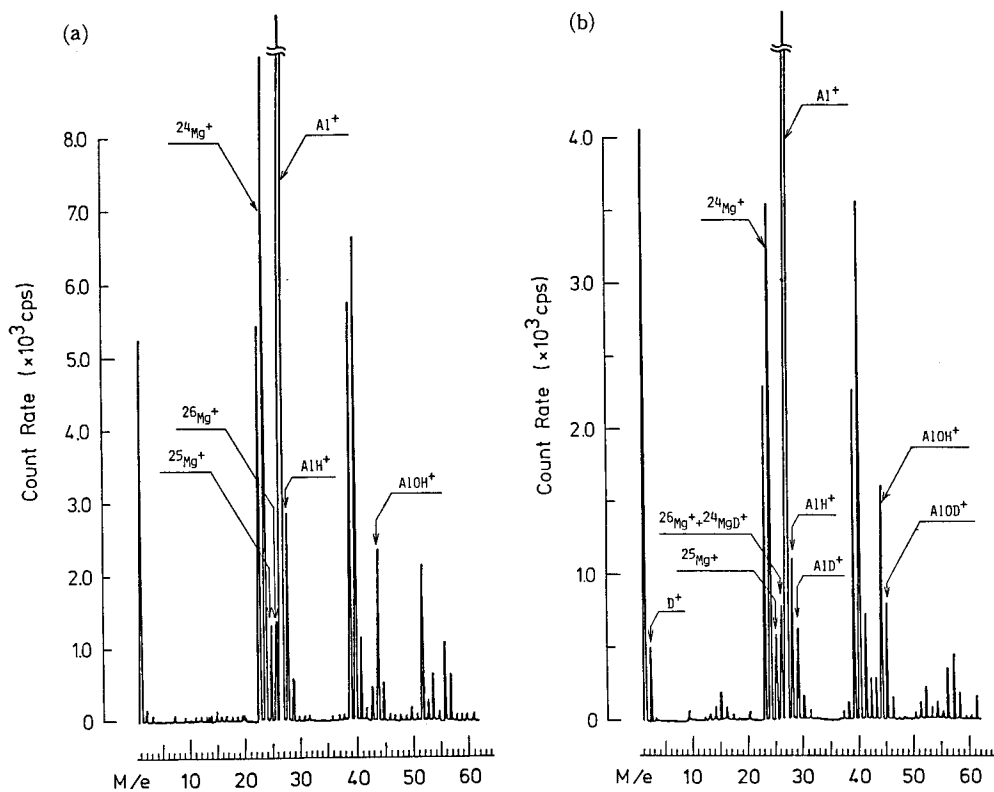 (a)
Count Rate (×10³cps)
8.0
7.0
6.0
5.0
4.0
3.0
2.0
1.0
0
²⁴Mg⁺
Al⁺
²⁶Mg⁺
²⁵Mg⁺
AlH⁺
AlOH⁺
M/e 10 20 30 40 50 60
(b)
Count Rate (×10³cps)
4.0
3.0
2.0
1.0
0
Al⁺
²⁴Mg⁺
AlOH⁺
AlH⁺
²⁶Mg⁺+²⁴MgD⁺
AlOD⁺
²⁵Mg⁺
AlD⁺
D⁺
M/e 10 20 30 40 50 60